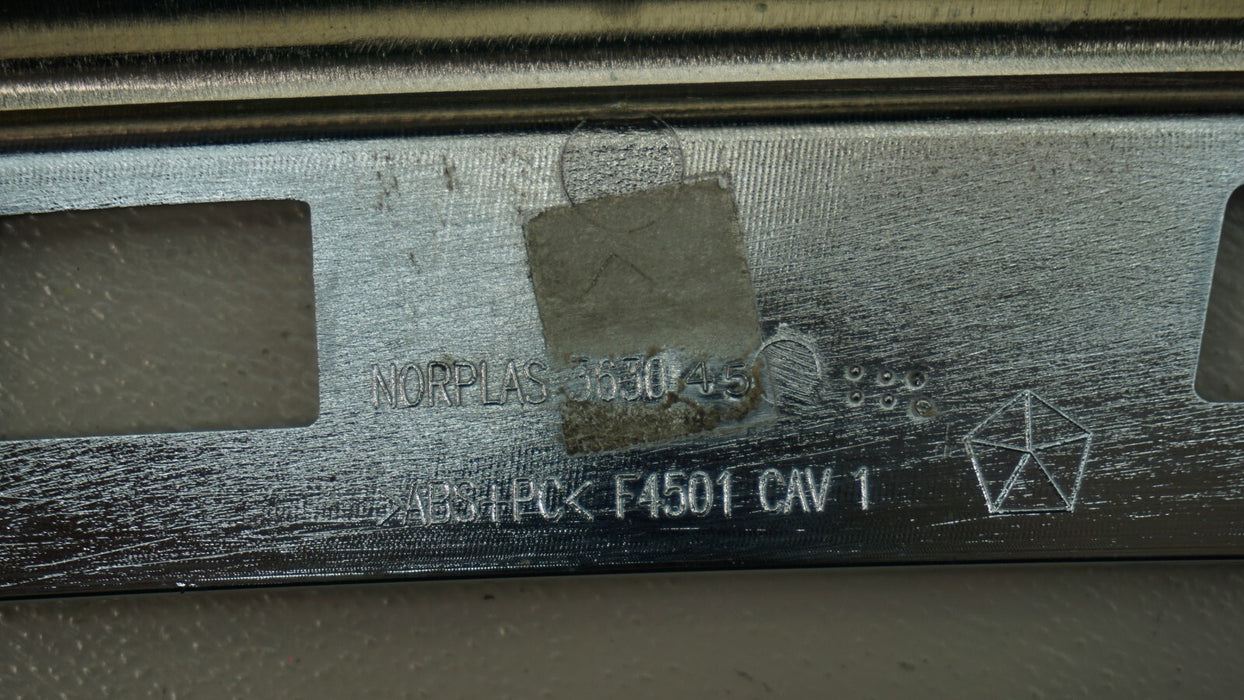 NORPLAS 3630 45
>ABS+PC< F4501 CAV 1